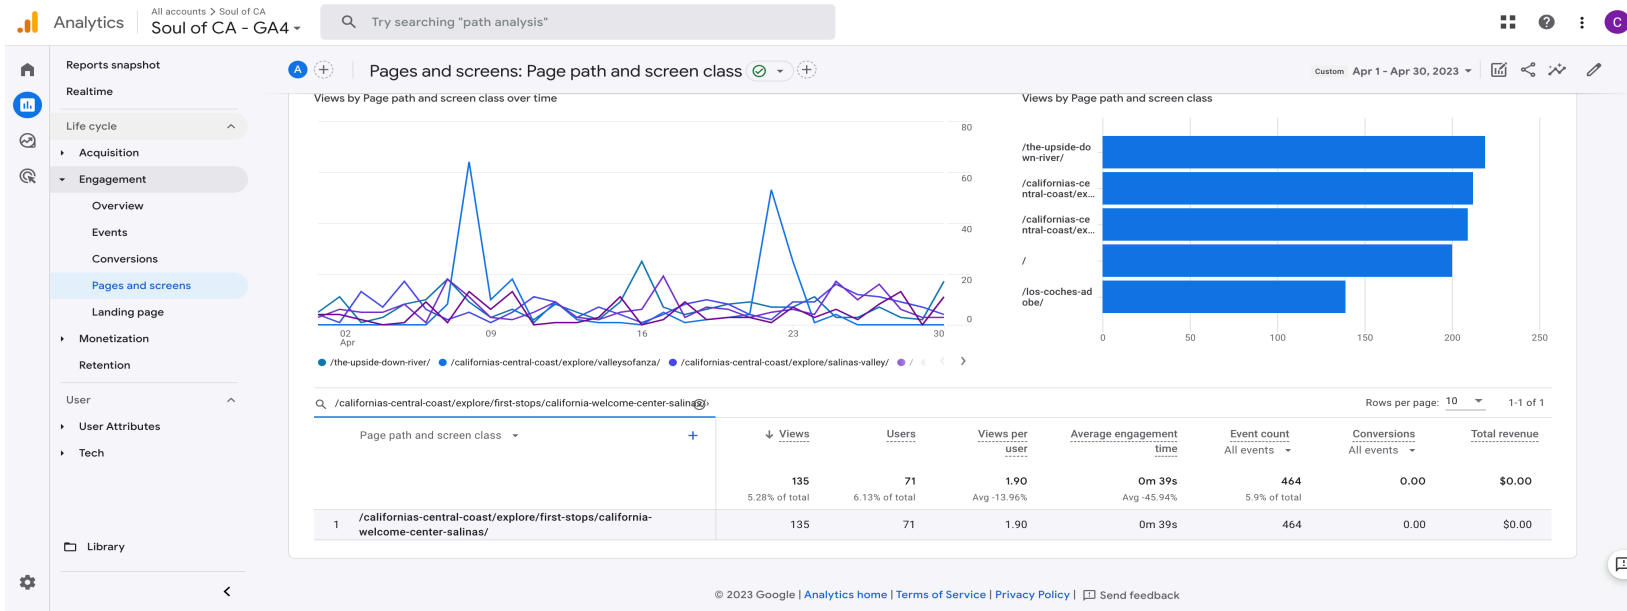 Analytics
All accounts > Soul of CA
Soul of CA - GA4
Try searching "path analysis"
C
Reports snapshot
Realtime
Life cycle
Acquisition
Engagement
Overview
Events
Conversions
Pages and screens
Landing page
Monetization
Retention
User
User Attributes
Tech
Library
A
Pages and screens: Page path and screen class
Custom Apr 1 - Apr 30, 2023
Views by Page path and screen class over time
80
60
40
20
0
02
Apr
09
16
23
30
/the-upside-down-river/
/californias-central-coast/explore/valleysofanza/
/californias-central-coast/explore/salinas-valley/
/
Views by Page path and screen class
/the-upside-do
wn-river/
/californias-ce
ntral-coast/ex...
/californias-ce
ntral-coast/ex...
/
/los-coches-ad
obe/
0
50
100
150
200
250
/californias-central-coast/explore/first-stops/california-welcome-center-salinas/
Rows per page: 10
1-1 of 1
Page path and screen class
Views
Users
Views per
user
Average engagement
time
Event count
All events
Conversions
All events
Total revenue
135 71 1.90 0m 39s 464 0.00 $0.00
5.28% of total 6.13% of total Avg -13.96% Avg -45.94% 5.9% of total
1
/californias-central-coast/explore/first-stops/california-
welcome-center-salinas/
135 71 1.90 0m 39s 464 0.00 $0.00
© 2023 Google | Analytics home | Terms of Service | Privacy Policy | Send feedback